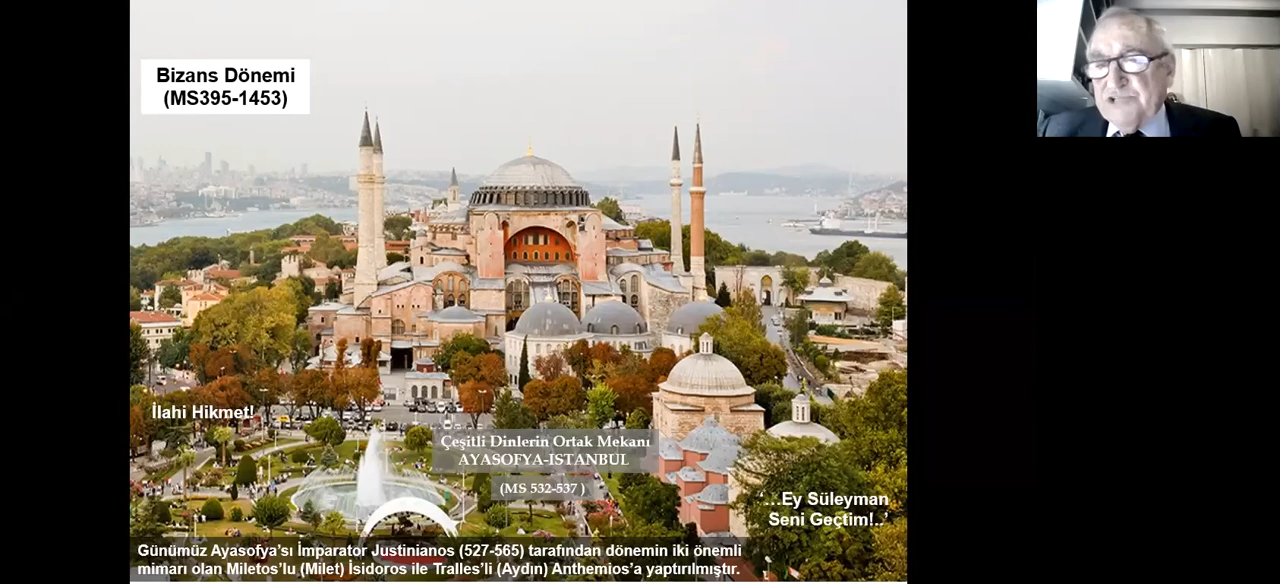 Bizans Dönemi
(MS395-1453)
İlahi Hikmet!
Çeşitli Dinlerin Ortak Mekanı
AYASOFYA-ISTANBUL
(MS 532-537 )
‘…Ey Süleyman
Seni Geçtim!..’
Günümüz Ayasofya’sı İmparator Justinianos (527-565) tarafından dönemin iki önemli
mimarı olan Miletos’lu (Milet) İsidoros ile Tralles’li (Aydın) Anthemios’a yaptırılmıştır.